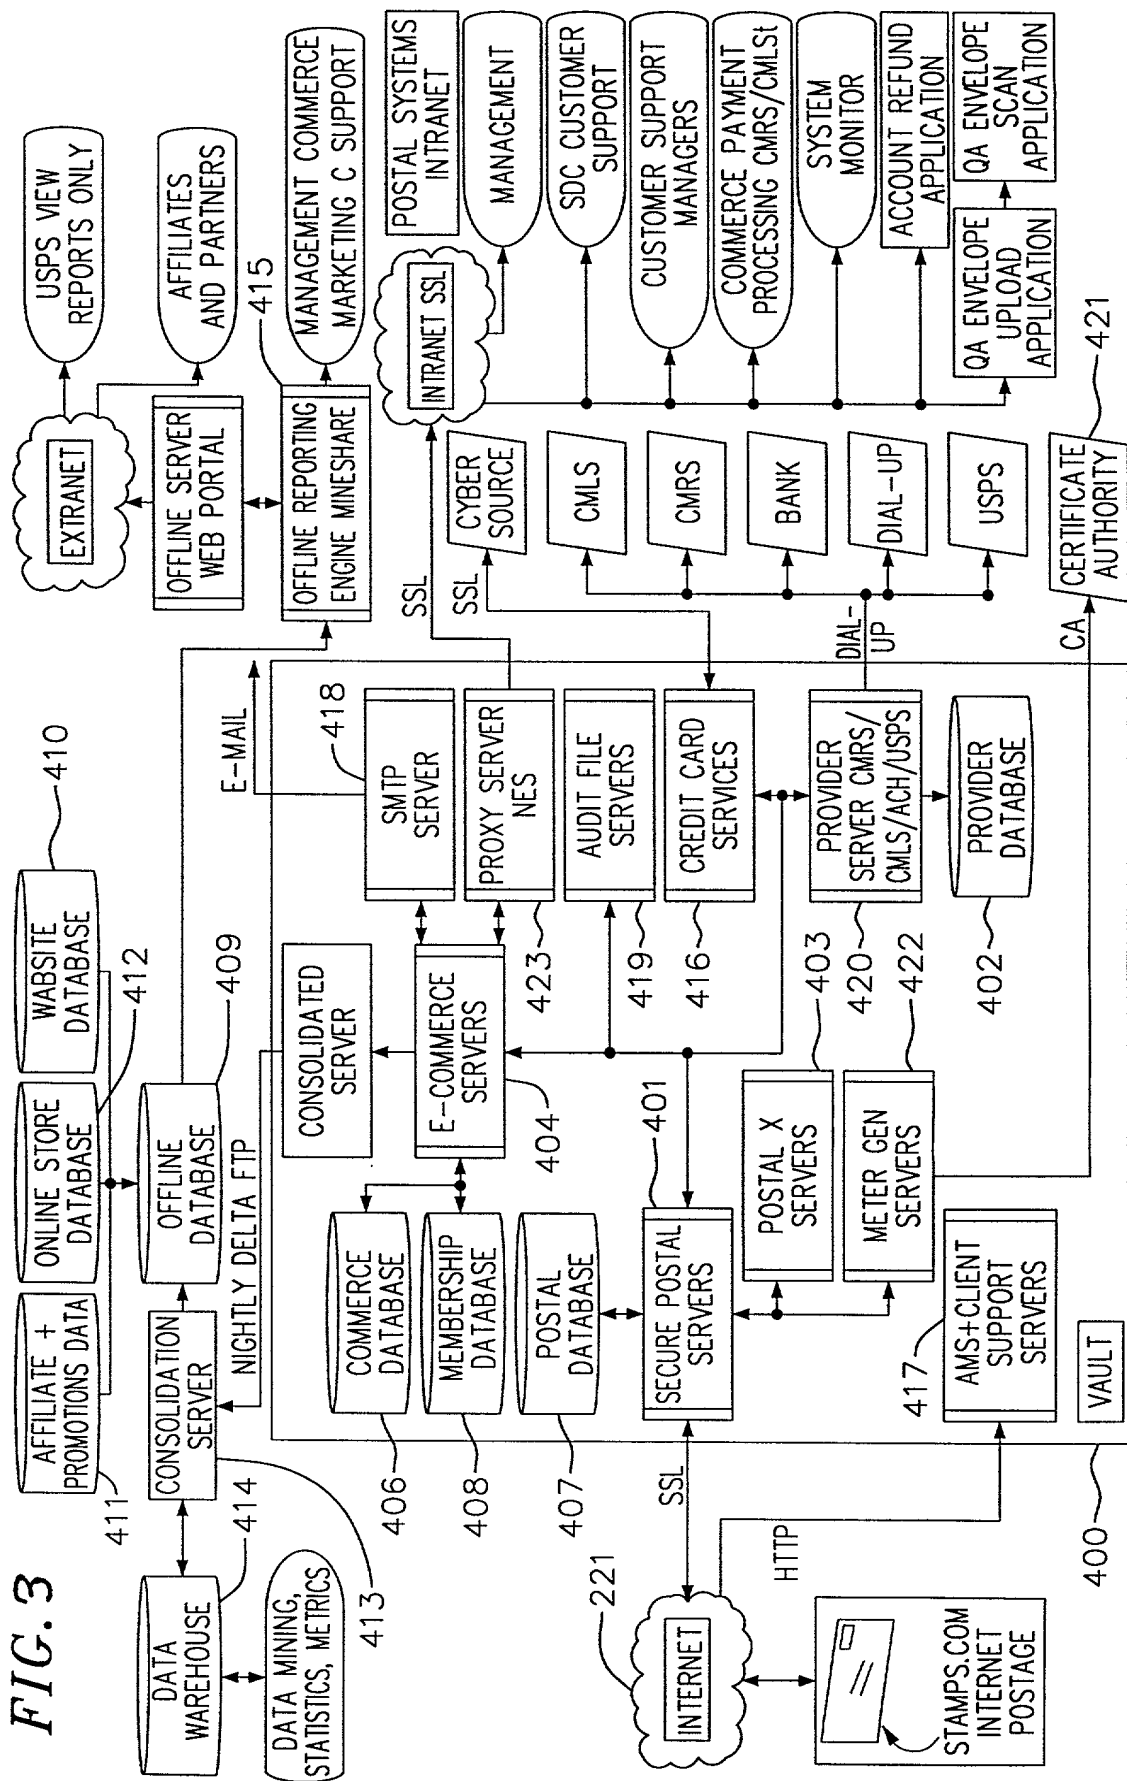 FIG. 3
AFFILIATE +
PROMOTIONS DATA
411
ONLINE STORE
DATABASE
412
WABSITE
DATABASE
410
DATA
WAREHOUSE
414
CONSOLIDATION
SERVER
413
OFFLINE
DATABASE
409
DATA MINING,
STATISTICS, METRICS
NIGHTLY DELTA FTP
E-MAIL
EXTRANET
USPS VIEW
REPORTS ONLY
OFFLINE SERVER
WEB PORTAL
AFFILIATES
AND PARTNERS
415
OFFLINE REPORTING
ENGINE MINESHARE
MANAGEMENT COMMERCE
MARKETING C SUPPORT
CONSOLIDATED
SERVER
COMMERCE
DATABASE
406
MEMBERSHIP
DATABASE
408
E-COMMERCE
SERVERS
404
SMTP
SERVER
418
PROXY SERVER
NES
423
SSL
INTRANET SSL
POSTAL SYSTEMS
INTRANET
MANAGEMENT
SDC CUSTOMER
SUPPORT
CUSTOMER SUPPORT
MANAGERS
COMMERCE PAYMENT
PROCESSING CMRS/CMLSt
SYSTEM
MONITOR
ACCOUNT REFUND
APPLICATION
QA ENVELOPE
UPLOAD
APPLICATION
QA ENVELOPE
SCAN
APPLICATION
POSTAL
DATABASE
407
AUDIT FILE
SERVERS
419
SSL
CYBER
SOURCE
CMLS
CMRS
BANK
DIAL-UP
USPS
INTERNET
221
SSL
SECURE POSTAL
SERVERS
401
CREDIT CARD
SERVICES
416
POSTAL X
SERVERS
403
PROVIDER
SERVER CMRS/
CMLS/ACH/USPS
420
DIAL-
UP
METER GEN
SERVERS
422
PROVIDER
DATABASE
402
CA
CERTIFICATE
AUTHORITY
421
HTTP
AMS+CLIENT
SUPPORT
SERVERS
417
STAMPS.COM
INTERNET
POSTAGE
VAULT
400